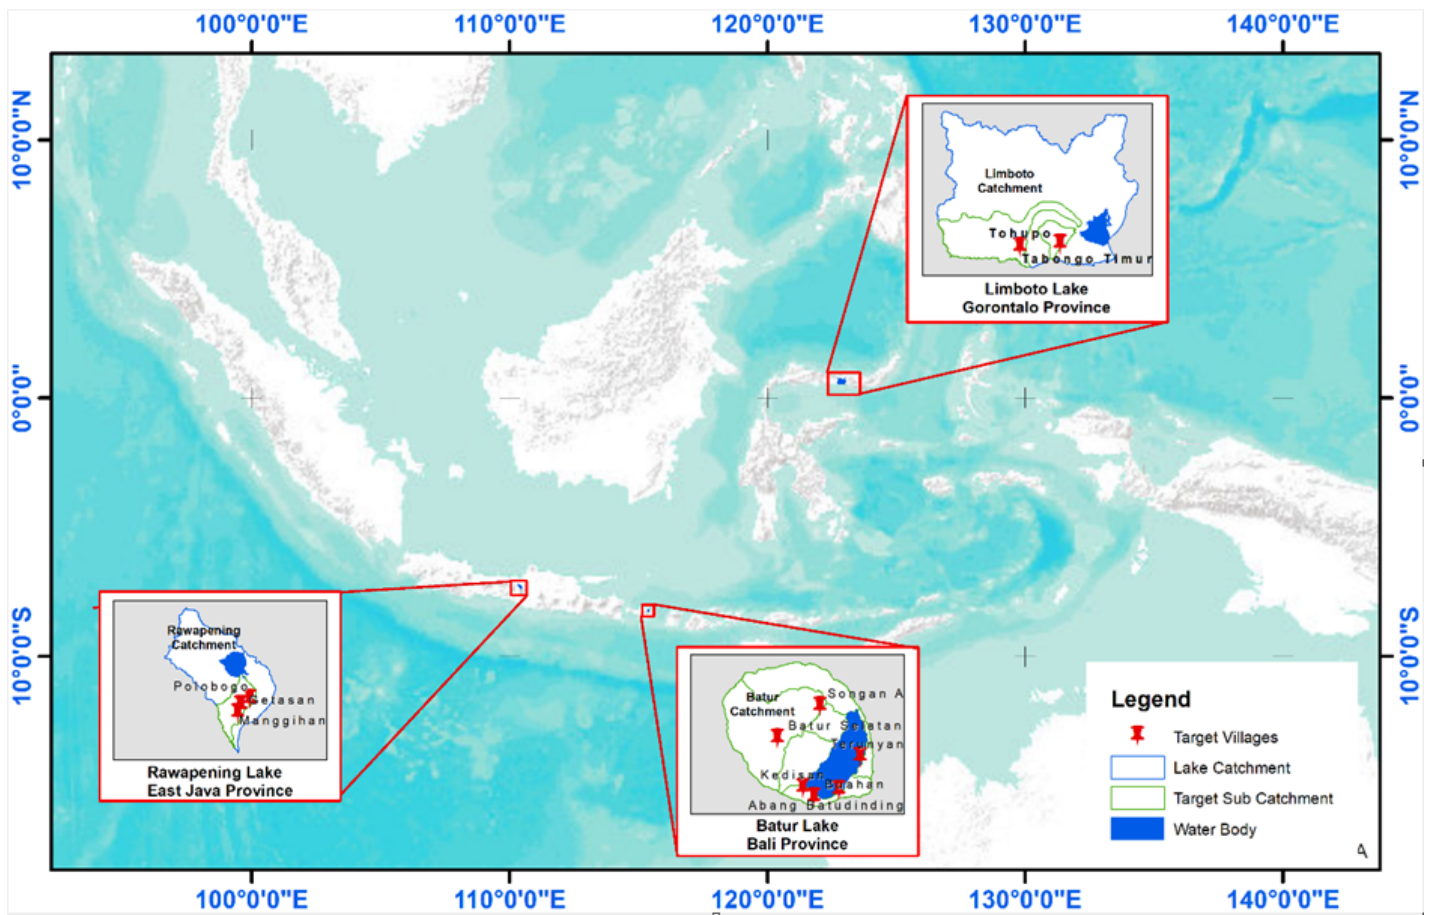 100°0'0"E 110°0'0"E 120°0'0"E 130°0'0"E 140°0'0"E
10°0'0"N
10°0'0"N
0°0'0"
0°0'0"
10°0'0"S
10°0'0"S
Limboto
Catchment
Tohupo
Tabongo Timur
Limboto Lake
Gorontalo Province
Rawapening
Catchment
Polobogo
Getasan
Manggihan
Rawapening Lake
East Java Province
Songan A
Batur
Catchment
Batur Selatan
Terunyan
Kedisan
Buahan
Abang Batudinding
Batur Lake
Bali Province
Legend
Target Villages
Lake Catchment
Target Sub Catchment
Water Body
A
100°0'0"E 110°0'0"E 120°0'0"E 130°0'0"E 140°0'0"E